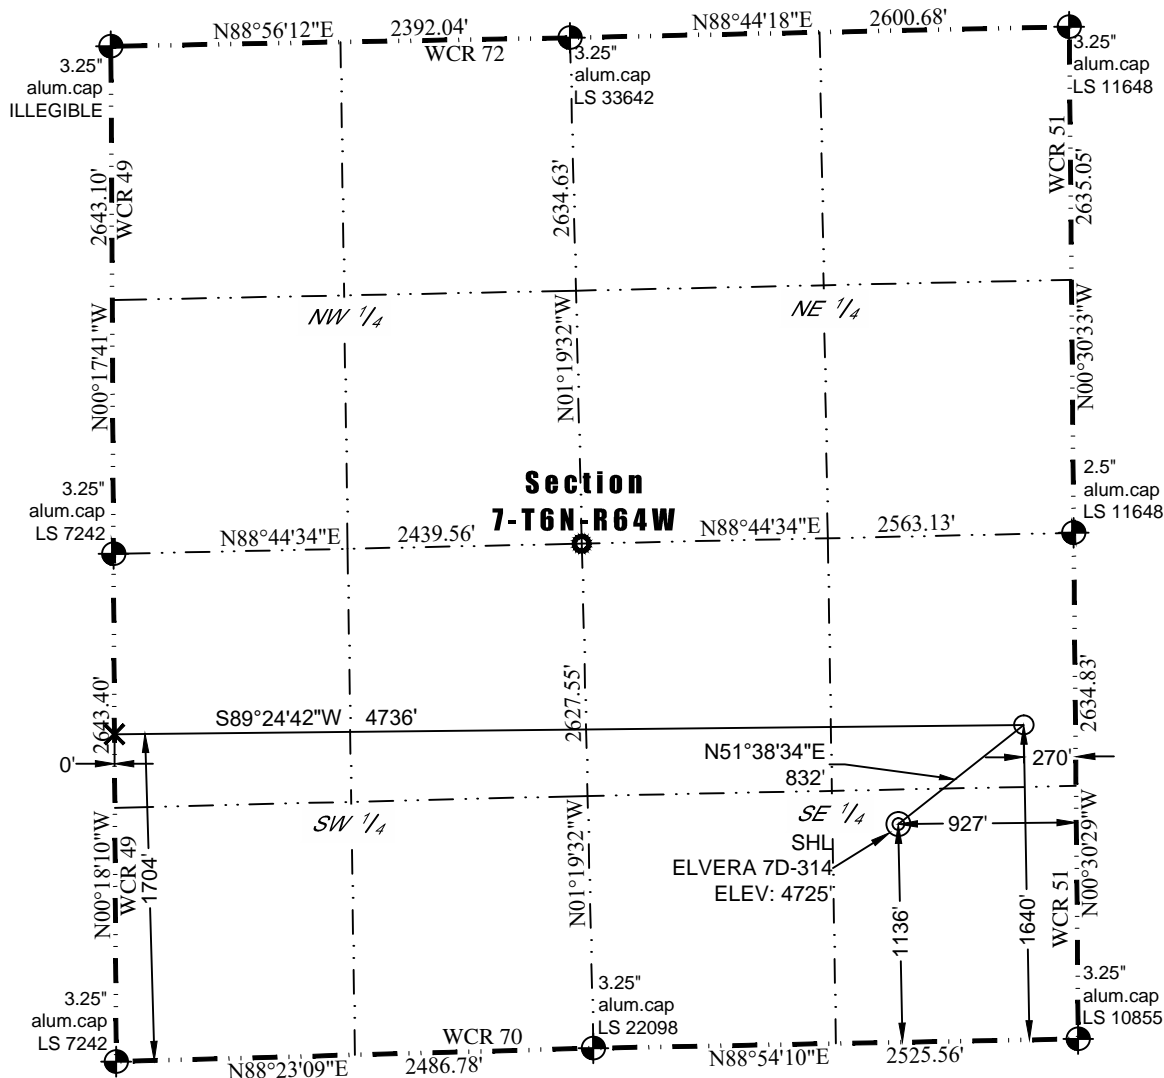 N88°56'12"E 2392.04'
WCR 72
N88°44'18"E 2600.68'
3.25"
alum.cap
ILLEGIBLE
3.25"
alum.cap
LS 33642
3.25"
alum.cap
LS 11648
2643.10'
WCR 49
N00°17'41"W
2634.63'
N01°19'32"W
WCR 51
2635.05'
N00°30'33"W
NW 1/4
NE 1/4
3.25"
alum.cap
LS 7242
Section
7-T6N-R64W
2.5"
alum.cap
LS 11648
N88°44'34"E 2439.56'
N88°44'34"E 2563.13'
2643.40'
2627.55'
2634.83'
S89°24'42"W 4736'
N51°38'34"E
832'
0'
270'
SW 1/4
SE 1/4
927'
SHL
ELVERA 7D-314
ELEV: 4725'
N00°18'10"W
WCR 49
1704'
N01°19'32"W
1136'
1640'
WCR 51
N00°30'29"W
3.25"
alum.cap
LS 7242
3.25"
alum.cap
LS 22098
3.25"
alum.cap
LS 10855
WCR 70
N88°23'09"E 2486.78'
N88°54'10"E 2525.56'